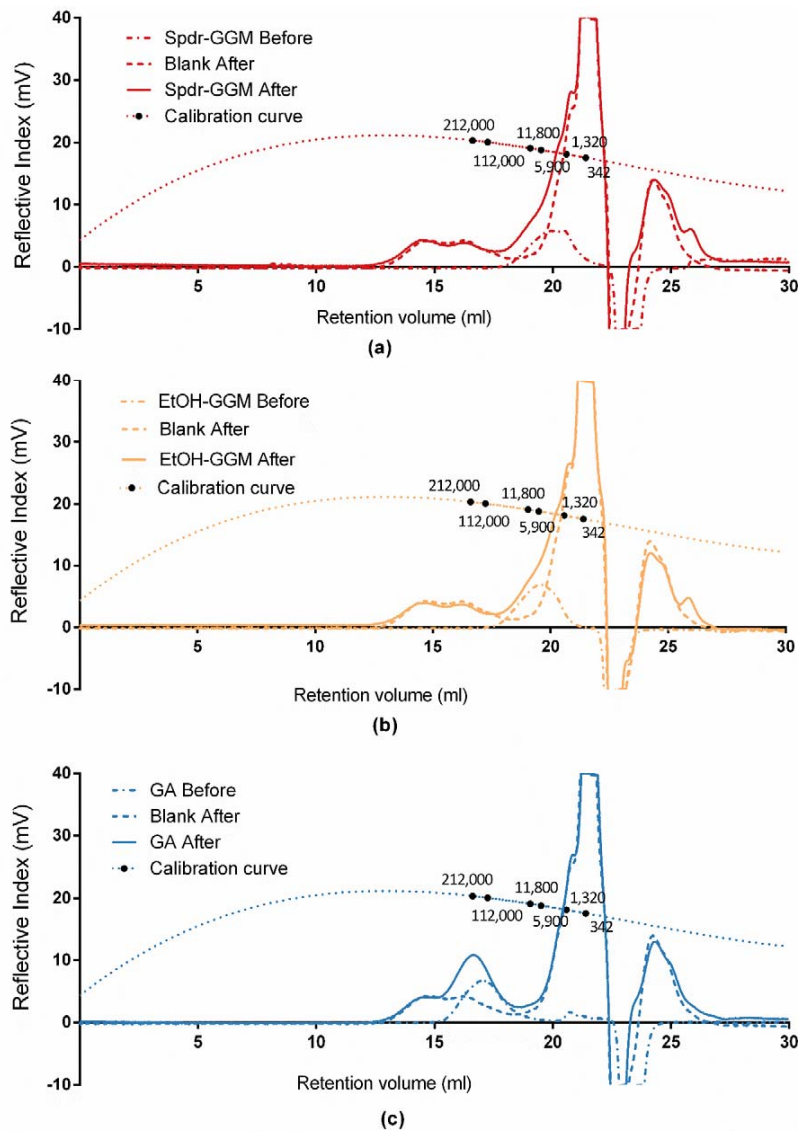 40
Spdr-GGM Before
Blank After
30
Spdr-GGM After
Calibration curve
212,000
11,800
20
1,320
112,000
5,900
342
10
0
5
10
15
20
25
30
-10
Reflective Index (mV)
Retention volume (ml)
(a)
40
EtOH-GGM Before
Blank After
30
EtOH-GGM After
Calibration curve
212,000
11,800
20
1,320
112,000
5,900
342
10
0
5
10
15
20
25
30
-10
Reflective Index (mV)
Retention volume (ml)
(b)
40
GA Before
Blank After
30
GA After
Calibration curve
212,000
11,800
20
1,320
112,000
5,900
342
10
0
5
10
15
20
25
30
-10
Reflective Index (mV)
Retention volume (ml)
(c)